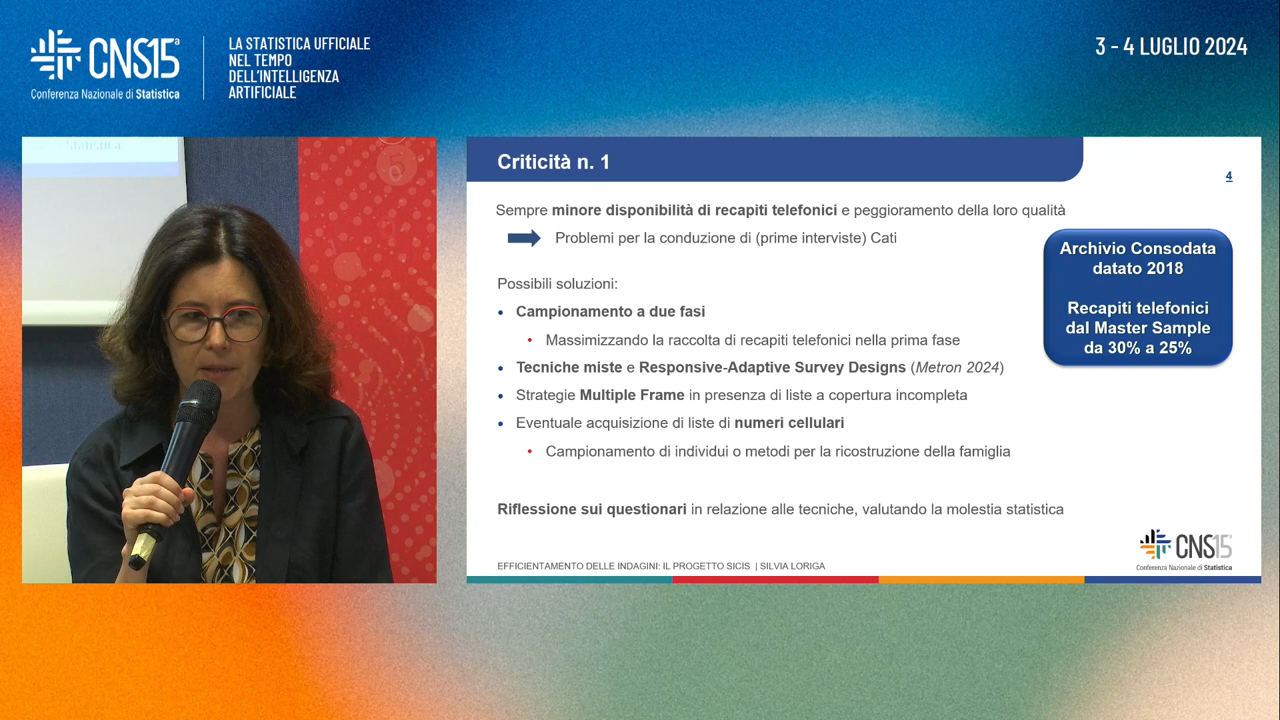 CNS15ª
Conferenza Nazionale di Statistica
LA STATISTICA UFFICIALE
NEL TEMPO
DELL'INTELLIGENZA
ARTIFICIALE
3 - 4 LUGLIO 2024
Criticità n. 1
4
Sempre minore disponibilità di recapiti telefonici e peggioramento della loro qualità
Problemi per la conduzione di (prime interviste) Cati
Archivio Consodata
datato 2018
Recapiti telefonici
dal Master Sample
da 30% a 25%
Possibili soluzioni:
• Campionamento a due fasi
• Massimizzando la raccolta di recapiti telefonici nella prima fase
• Tecniche miste e Responsive-Adaptive Survey Designs (Metron 2024)
• Strategie Multiple Frame in presenza di liste a copertura incompleta
• Eventuale acquisizione di liste di numeri cellulari
• Campionamento di individui o metodi per la ricostruzione della famiglia
Riflessione sui questionari in relazione alle tecniche, valutando la molestia statistica
EFFICIENTAMENTO DELLE INDAGINI: IL PROGETTO SICIS | SILVIA LORIGA
CNS15
Conferenza Nazionale di Statistica